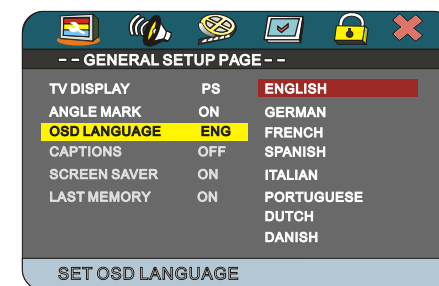 -- GENERAL SETUP PAGE--
TV DISPLAY PS ENGLISH
ANGLE MARK ON GERMAN
OSD LANGUAGE ENG FRENCH
CAPTIONS OFF SPANISH
SCREEN SAVER ON ITALIAN
LAST MEMORY ON PORTUGUESE
DUTCH
DANISH
SET OSD LANGUAGE